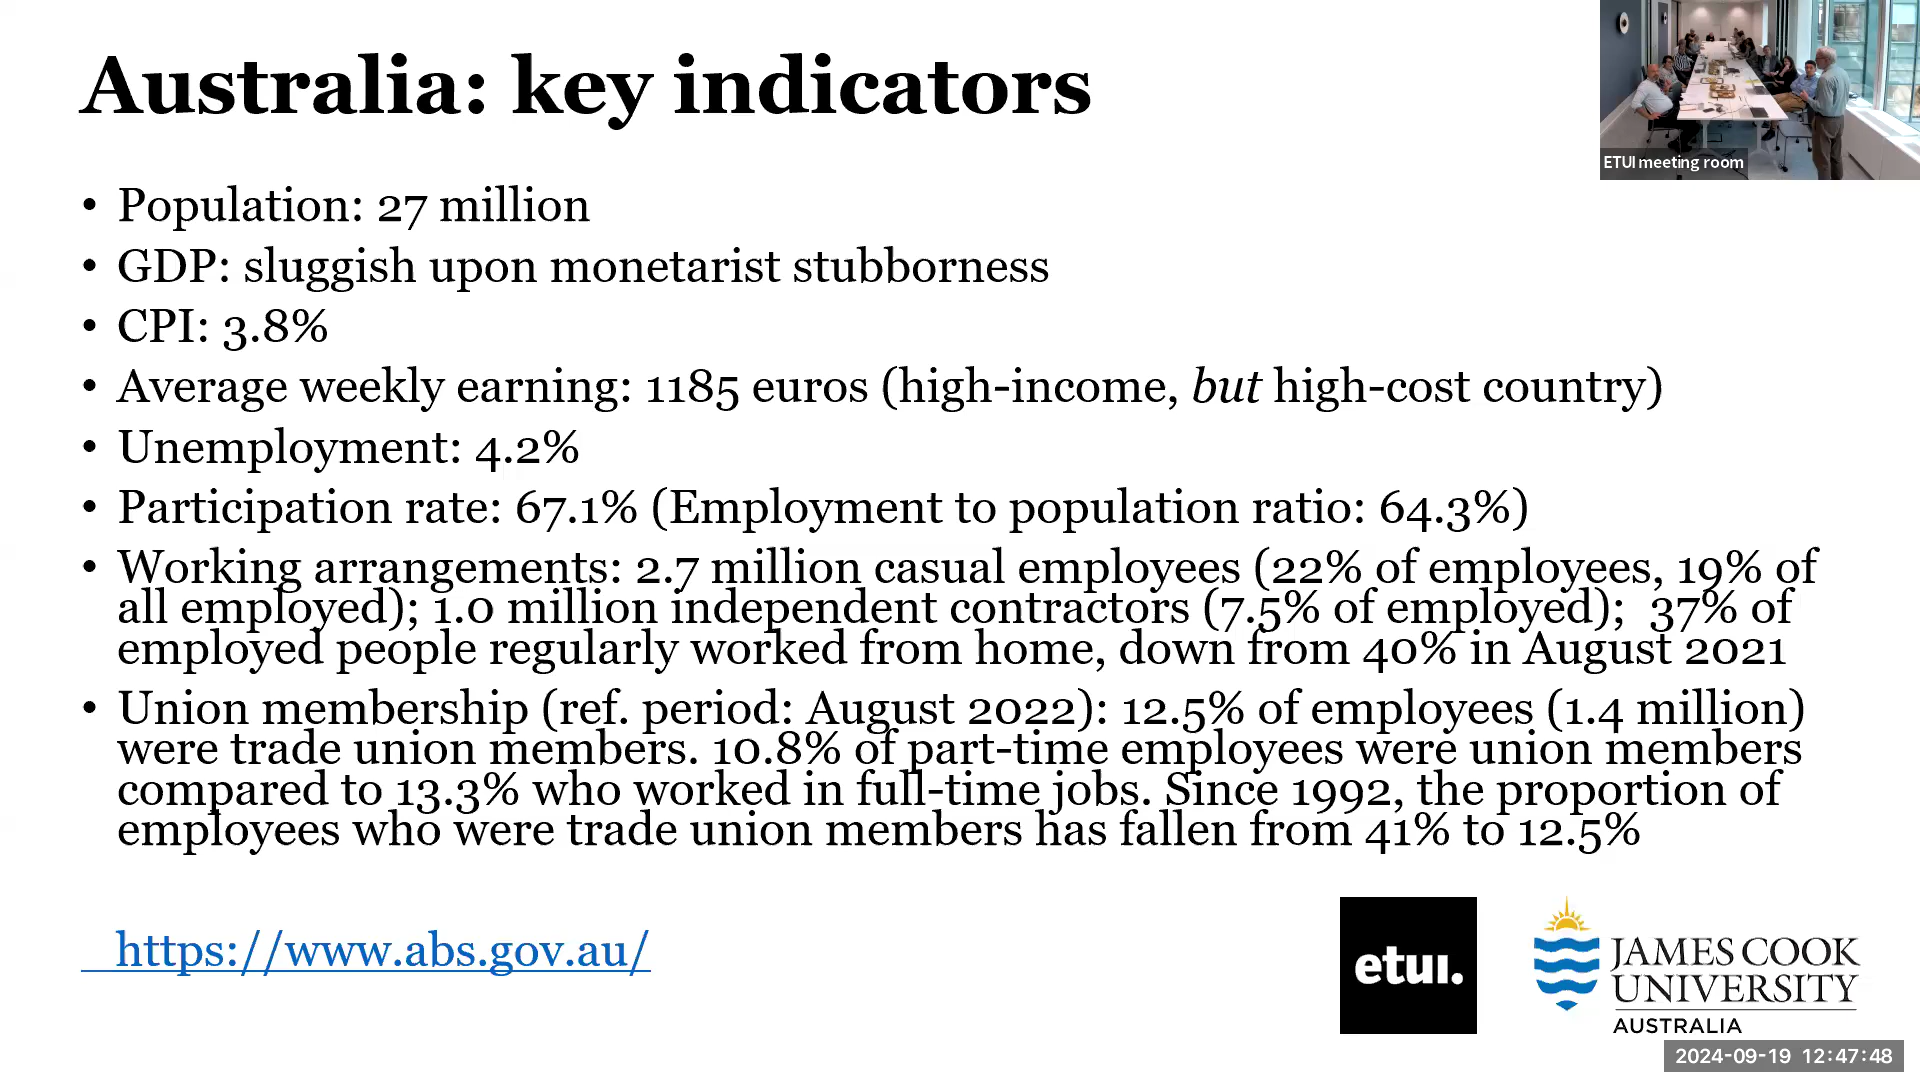 Australia: key indicators
ETUI meeting room
• Population: 27 million
• GDP: sluggish upon monetarist stubborness
• CPI: 3.8%
• Average weekly earning: 1185 euros (high-income, but high-cost country)
• Unemployment: 4.2%
• Participation rate: 67.1% (Employment to population ratio: 64.3%)
• Working arrangements: 2.7 million casual employees (22% of employees, 19% of
all employed); 1.0 million independent contractors (7.5% of employed);  37% of
employed people regularly worked from home, down from 40% in August 2021
• Union membership (ref. period: August 2022): 12.5% of employees (1.4 million)
were trade union members. 10.8% of part-time employees were union members
compared to 13.3% who worked in full-time jobs. Since 1992, the proportion of
employees who were trade union members has fallen from 41% to 12.5%
https://www.abs.gov.au/
etui.
JAMES COOK
UNIVERSITY
AUSTRALIA
2024-09-19 12:47:48